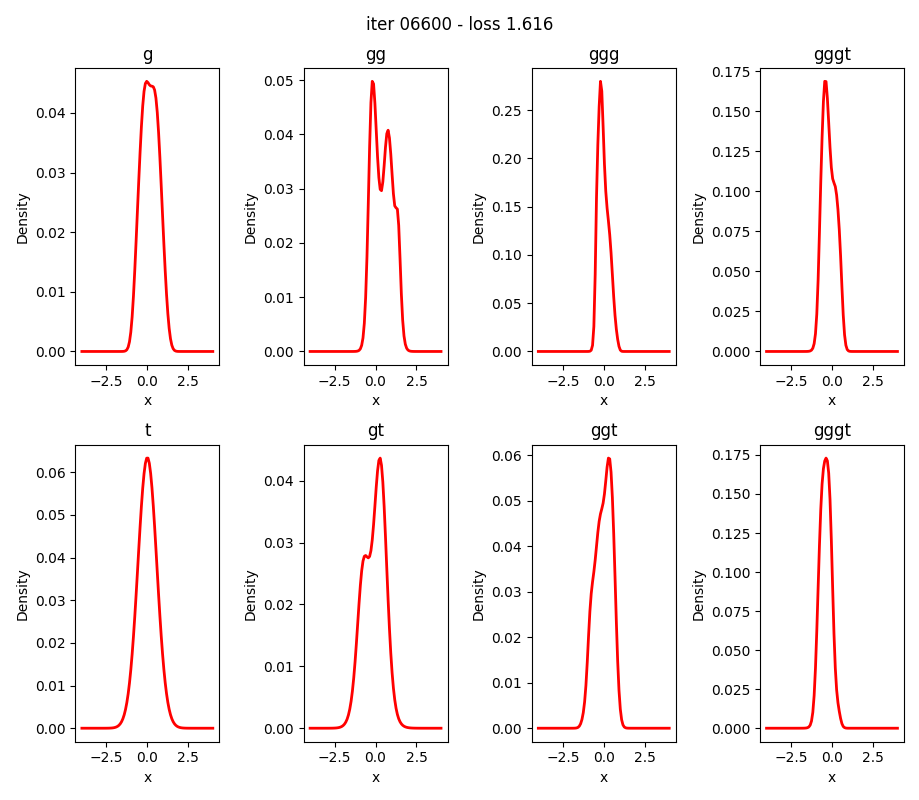 iter 06600 - loss 1.616
g gg ggg gggt
0.04 0.03 0.02 0.01 0.00
Density
−2.5 0.0 2.5
x
0.05 0.04 0.03 0.02 0.01 0.00
Density
−2.5 0.0 2.5
x
0.25 0.20 0.15 0.10 0.05 0.00
Density
−2.5 0.0 2.5
x
0.175 0.150 0.125 0.100 0.075 0.050 0.025 0.000
Density
−2.5 0.0 2.5
x
t gt ggt gggt
0.06 0.05 0.04 0.03 0.02 0.01 0.00
Density
−2.5 0.0 2.5
x
0.04 0.03 0.02 0.01 0.00
Density
−2.5 0.0 2.5
x
0.06 0.05 0.04 0.03 0.02 0.01 0.00
Density
−2.5 0.0 2.5
x
0.175 0.150 0.125 0.100 0.075 0.050 0.025 0.000
Density
−2.5 0.0 2.5
x